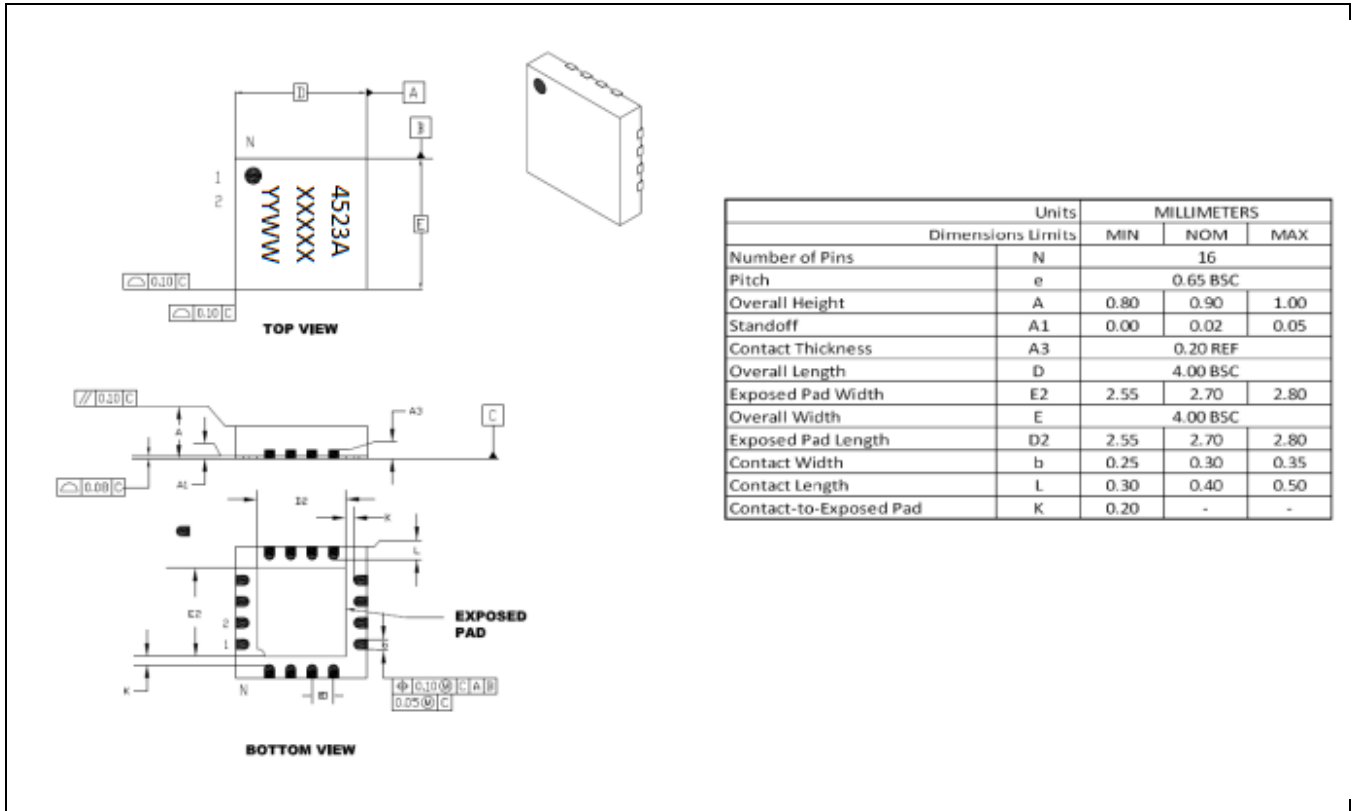 D
A
B
N
1
2
4523A
XXXXX
YYWW
E
0.10 C
0.10 C
TOP VIEW
// 0.10 C
A
A3
C
A1
0.08 C
D2
K
L
E2
2
1
EXPOSED
PAD
K
N
0.10 M C A B
0.05 M C
BOTTOM VIEW
Units MILLIMETERS
Dimensions Limits MIN NOM MAX
Number of Pins N 16
Pitch e 0.65 BSC
Overall Height A 0.80 0.90 1.00
Standoff A1 0.00 0.02 0.05
Contact Thickness A3 0.20 REF
Overall Length D 4.00 BSC
Exposed Pad Width E2 2.55 2.70 2.80
Overall Width E 4.00 BSC
Exposed Pad Length D2 2.55 2.70 2.80
Contact Width b 0.25 0.30 0.35
Contact Length L 0.30 0.40 0.50
Contact-to-Exposed Pad K 0.20 - -